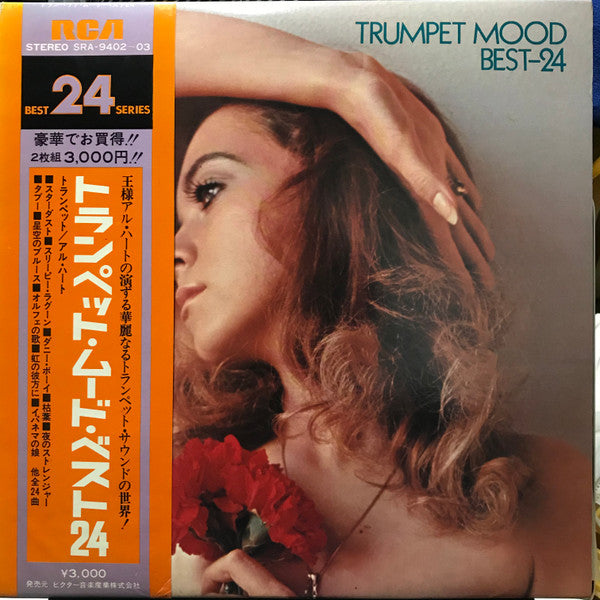 RCA
STEREO SRA-9402-03
BEST 24 SERIES
豪華でお買得!!
2枚組 3,000円!!
王様アル・ハートの演ずる華麗なるトランペット・サウンドの世界!
トランペット・ムード・ベスト24
トランペット/アル・ハート
■スターダスト■スリーピー・ラグーン■ダニー・ボーイ■枯葉■夜のストレンジャー
■タブー■星空のブルース■オルフェの歌■虹の彼方に■イパネマの娘 他全24曲
¥3,000
発売元 ビクター音楽産業株式会社
TRUMPET MOOD
BEST-24